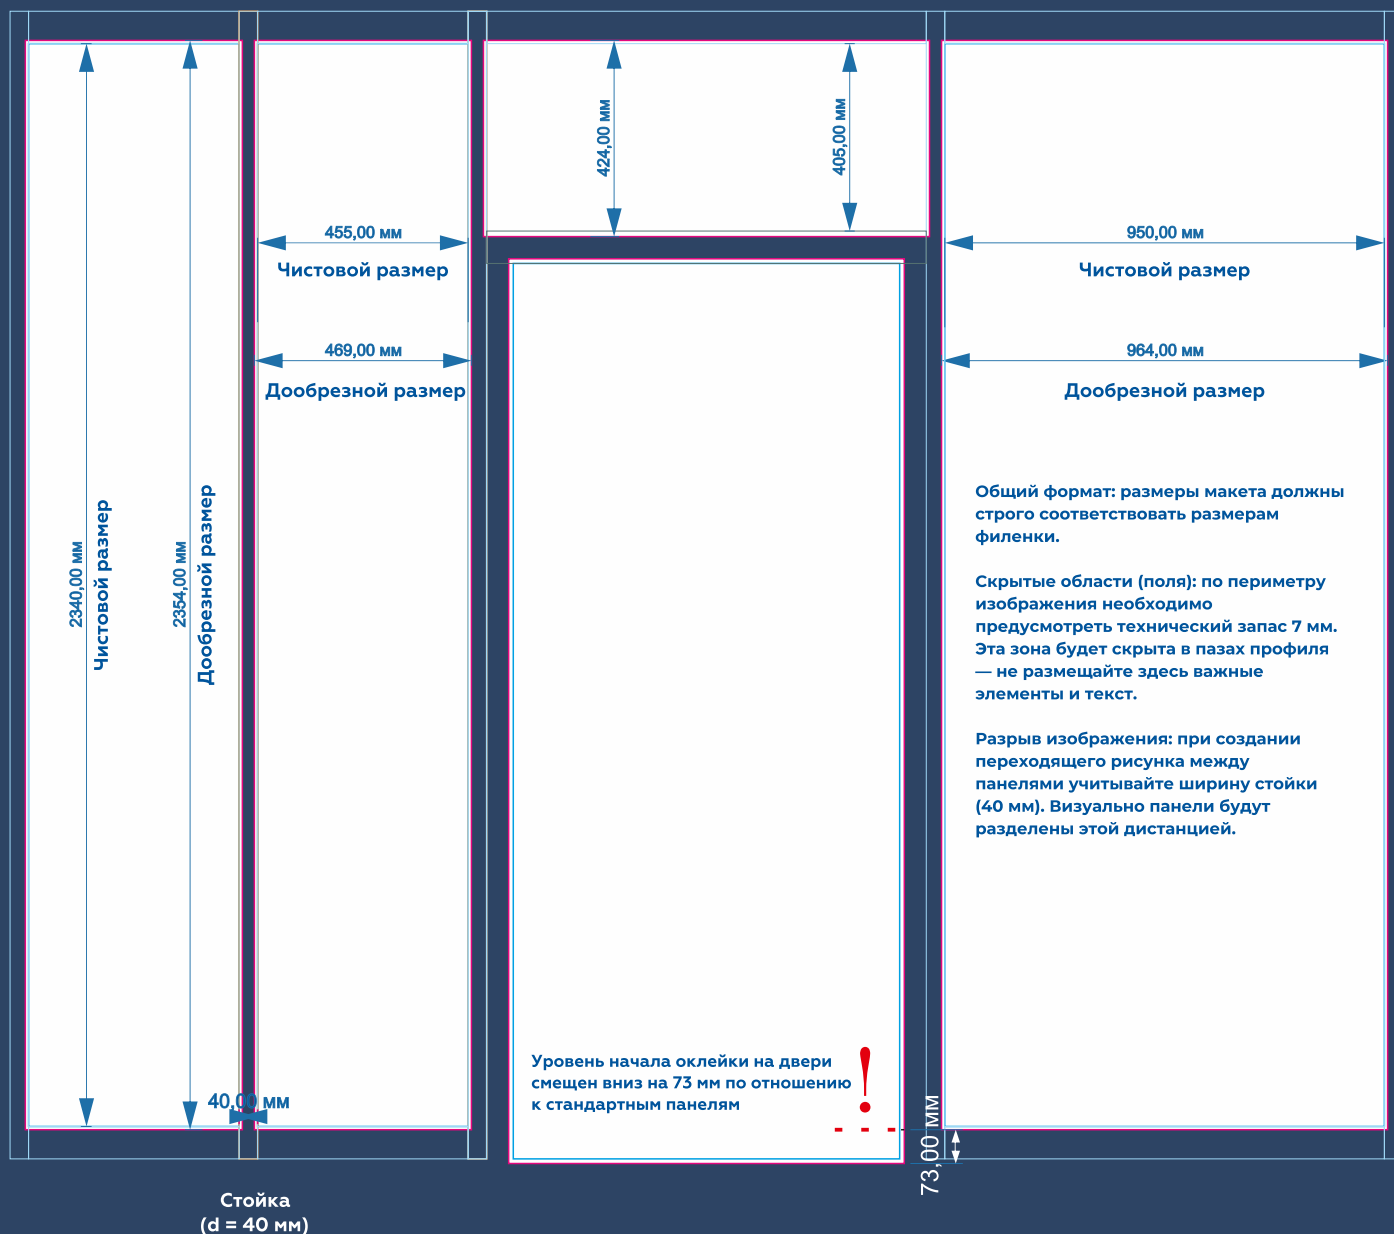 424,00 мм
405,00 мм
455,00 мм
Чистовой размер
469,00 мм
Дообрезной размер
950,00 мм
Чистовой размер
964,00 мм
Дообрезной размер
2340,00 мм
Чистовой размер
2354,00 мм
Дообрезной размер
Общий формат: размеры макета должны
строго соответствовать размерам
филенки.
Скрытые области (поля): по периметру
изображения необходимо
предусмотреть технический запас 7 мм.
Эта зона будет скрыта в пазах профиля
— не размещайте здесь важные
элементы и текст.
Разрыв изображения: при создании
переходящего рисунка между
панелями учитывайте ширину стойки
(40 мм). Визуально панели будут
разделены этой дистанцией.
Уровень начала оклейки на двери
смещен вниз на 73 мм по отношению
к стандартным панелям
!
40,00 мм
73,00 мм
Стойка
(d = 40 мм)